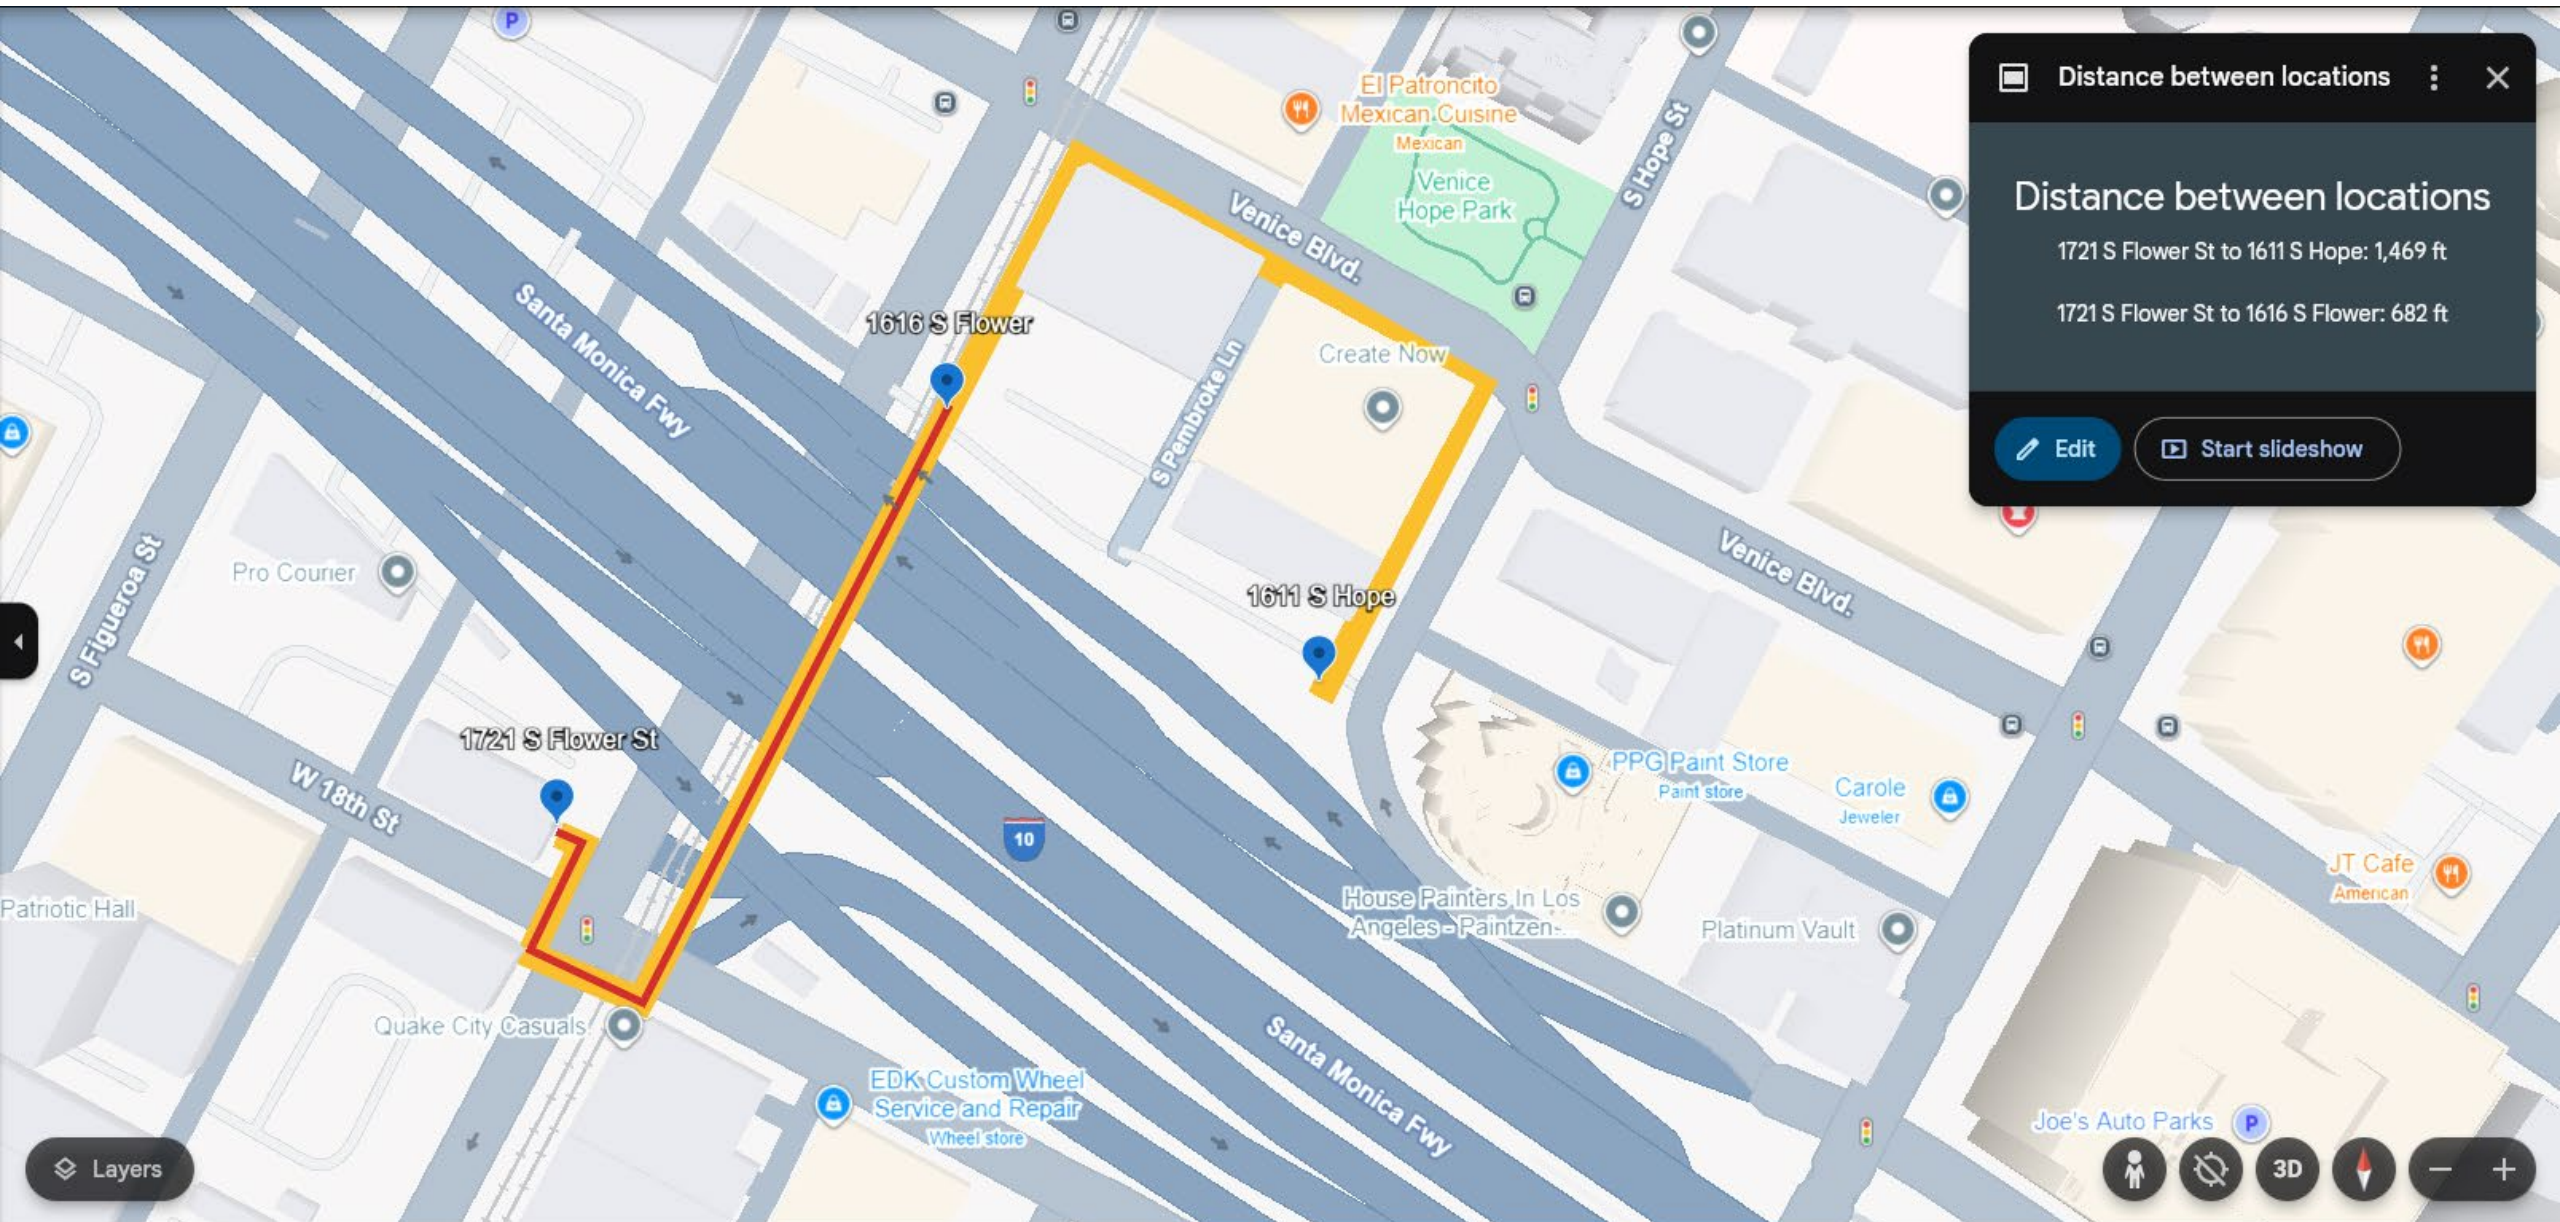 P
El Patroncito
Mexican Cuisine
Mexican
Venice
Hope Park
S Hope St
Venice Blvd.
Distance between locations
Distance between locations
1721 S Flower St to 1611 S Hope: 1,469 ft
1721 S Flower St to 1616 S Flower: 682 ft
Edit
Start slideshow
Santa Monica Fwy
1616 S Flower
Create Now
S Pembroke Ln
Venice Blvd.
S Figueroa St
Pro Courier
1611 S Hope
1721 S Flower St
W 18th St
10
PPG Paint Store
Paint store
Carole
Jeweler
JT Cafe
American
Patriotic Hall
House Painters In Los
Angeles - Paintzen...
Platinum Vault
Quake City Casuals
Santa Monica Fwy
EDK Custom Wheel
Service and Repair
Wheel store
Joe's Auto Parks
P
Layers
3D